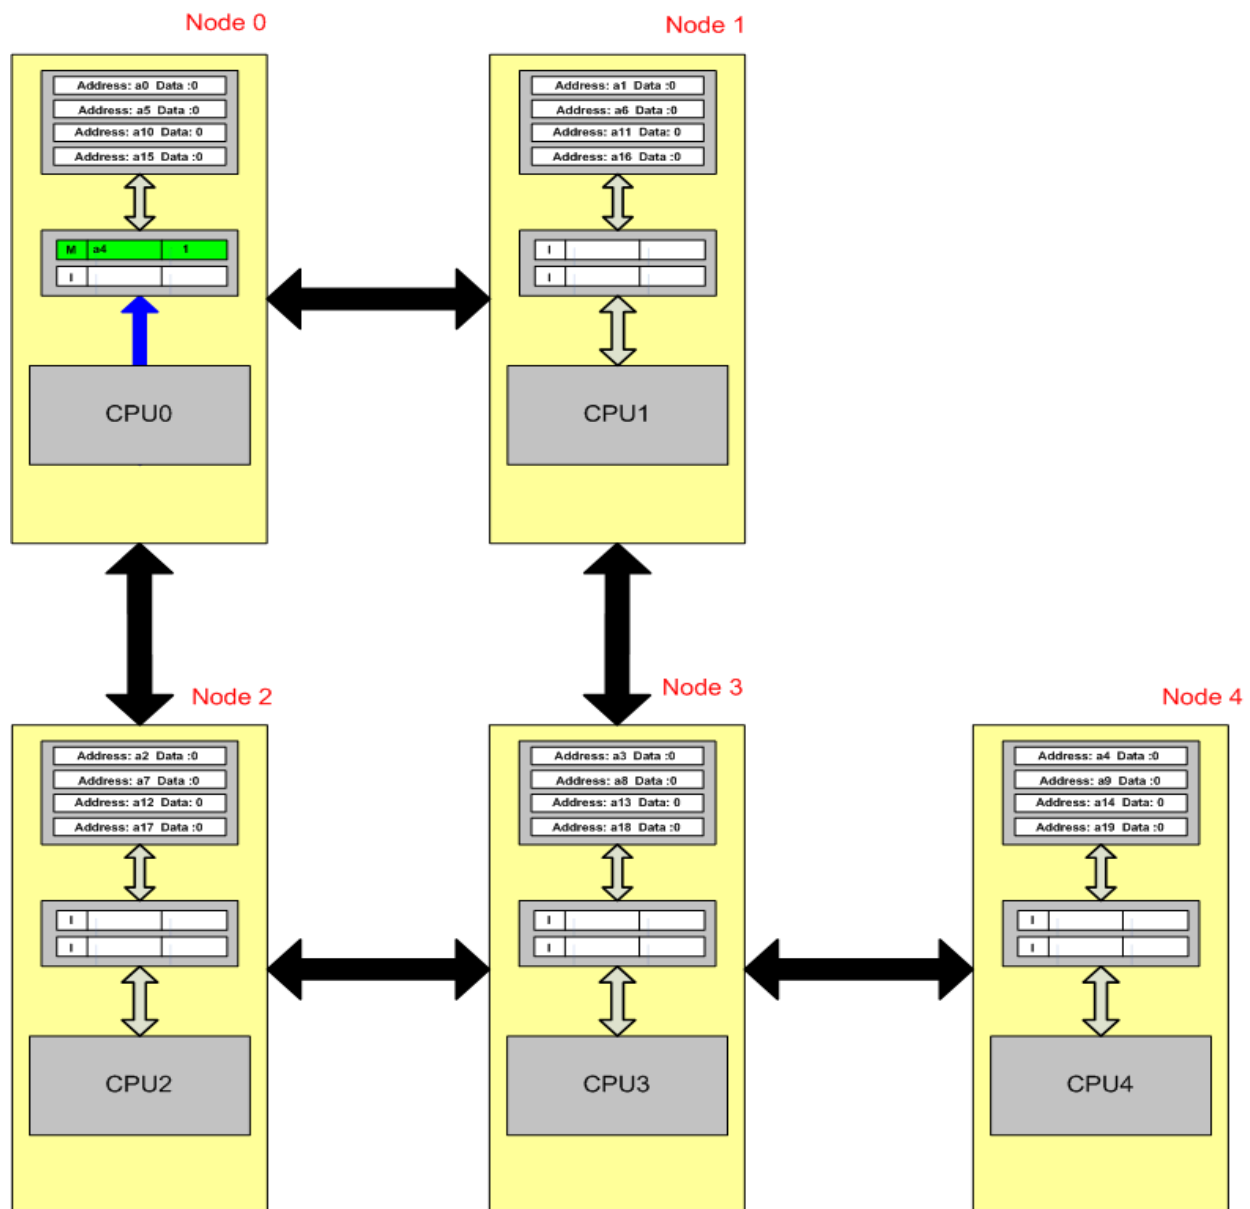 Node 0
Node 1
Address: a0 Data :0
Address: a5 Data :0
Address: a10 Data: 0
Address: a15 Data :0
M a4 1
I
CPU0
Address: a1 Data :0
Address: a6 Data :0
Address: a11 Data: 0
Address: a16 Data :0
I
I
CPU1
Node 2
Node 3
Node 4
Address: a2 Data :0
Address: a7 Data :0
Address: a12 Data: 0
Address: a17 Data :0
I
I
CPU2
Address: a3 Data :0
Address: a8 Data :0
Address: a13 Data: 0
Address: a18 Data :0
I
I
CPU3
Address: a4 Data :0
Address: a9 Data :0
Address: a14 Data: 0
Address: a19 Data :0
I
I
CPU4